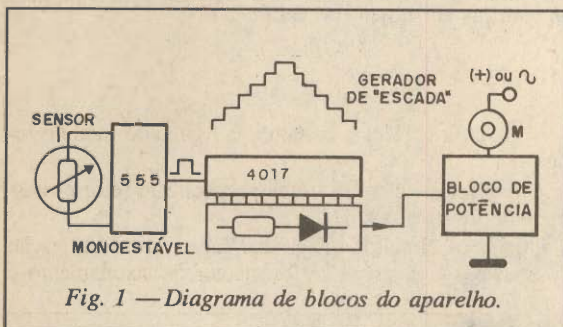 GERADOR
DE "ESCADA"
(+) ou ∿
SENSOR
555
4017
M
BLOCO DE
POTÊNCIA
MONOESTÁVEL
Fig. 1 — Diagrama de blocos do aparelho.